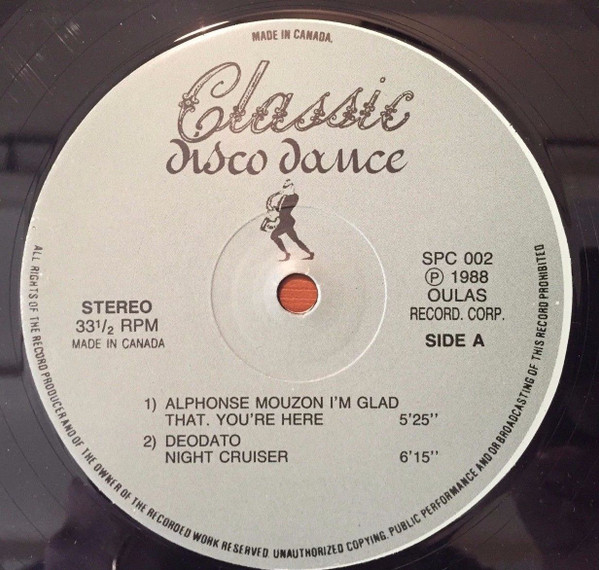 MADE IN CANADA.
Classic
disco dance
STEREO
33 1/2 RPM
MADE IN CANADA
SPC 002
Ⓟ 1988
OULAS
RECORD. CORP.
SIDE A
1) ALPHONSE MOUZON I'M GLAD
THAT. YOU'RE HERE 5'25''
2) DEODATO
NIGHT CRUISER 6'15''
ALL RIGHTS OF THE RECORD PRODUCER AND OF THE OWNER OF THE RECORDED WORK RESERVED. UNAUTHORIZED COPYING, PUBLIC PERFORMANCE AND OR BROADCASTING OF THIS RECORD PROHIBITED